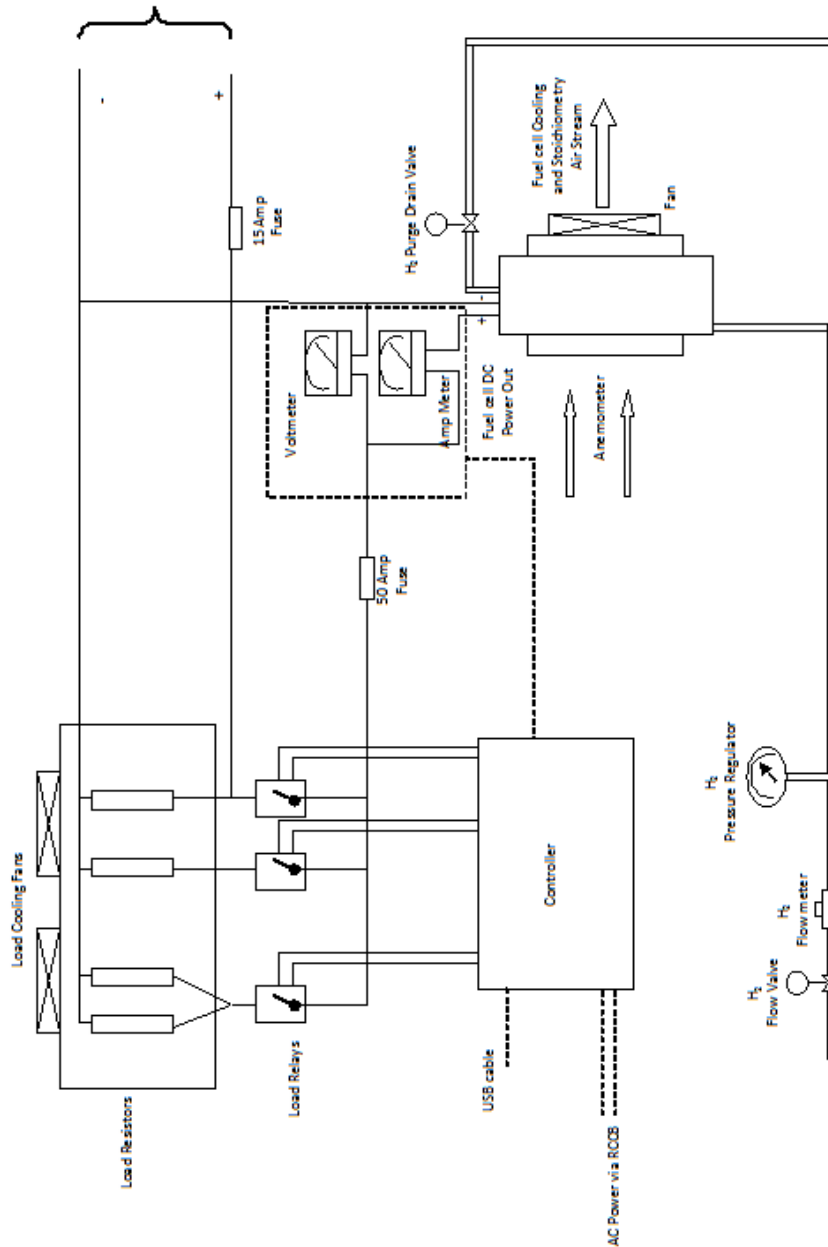 Load Cooling Fans
Load Resistors
Load Relays
USB cable
AC Power via RCCB
Controller
50 Amp
Fuse
15 Amp
Fuse
-
+
Voltmeter
Amp Meter
Fuel cell DC
Power Out
+
-
H₂ Purge Drain Valve
Fuel cell Cooling
and Stoichiometry
Air Stream
Fan
Anemometer
H₂
Pressure Regulator
H₂
Flow meter
H₂
Flow Valve